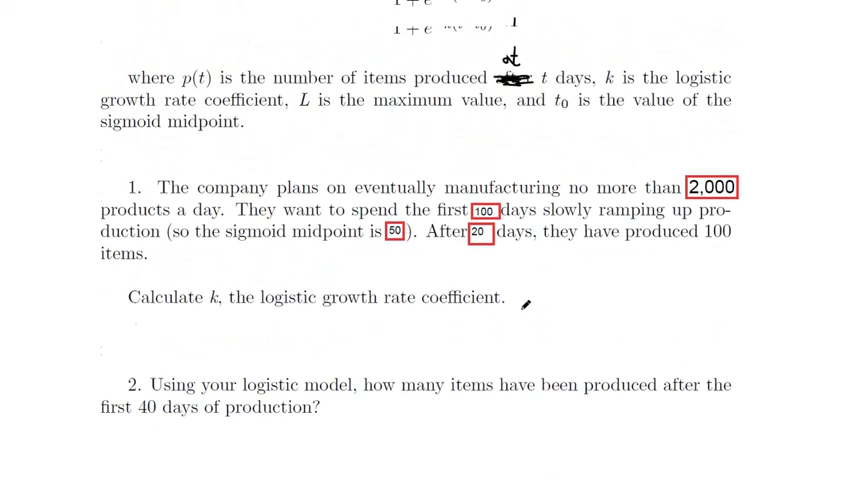 at
where p(t) is the number of items produced t days, k is the logistic
growth rate coefficient, L is the maximum value, and t₀ is the value of the
sigmoid midpoint.
1. The company plans on eventually manufacturing no more than 2,000
products a day. They want to spend the first 100 days slowly ramping up pro-
duction (so the sigmoid midpoint is 50). After 20 days, they have produced 100
items.
Calculate k, the logistic growth rate coefficient.
2. Using your logistic model, how many items have been produced after the
first 40 days of production?